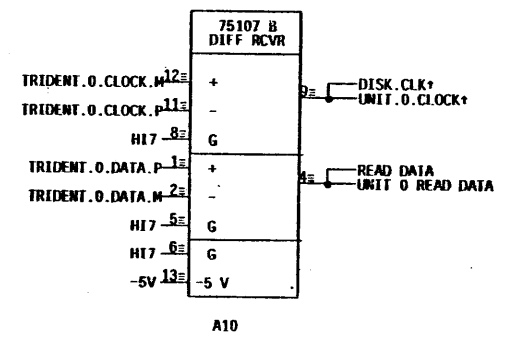 75107 B
DIFF RCVR
TRIDENT.0.CLOCK.M 12 + 9 DISK.CLK↑
UNIT.0.CLOCK↑
TRIDENT.0.CLOCK.P 11 -
HI7 8 G
TRIDENT.0.DATA.P 1 + 4 READ DATA
UNIT 0 READ DATA
TRIDENT.0.DATA.M 2 -
HI7 5 G
HI7 6 G
-5V 13 -5 V
A10